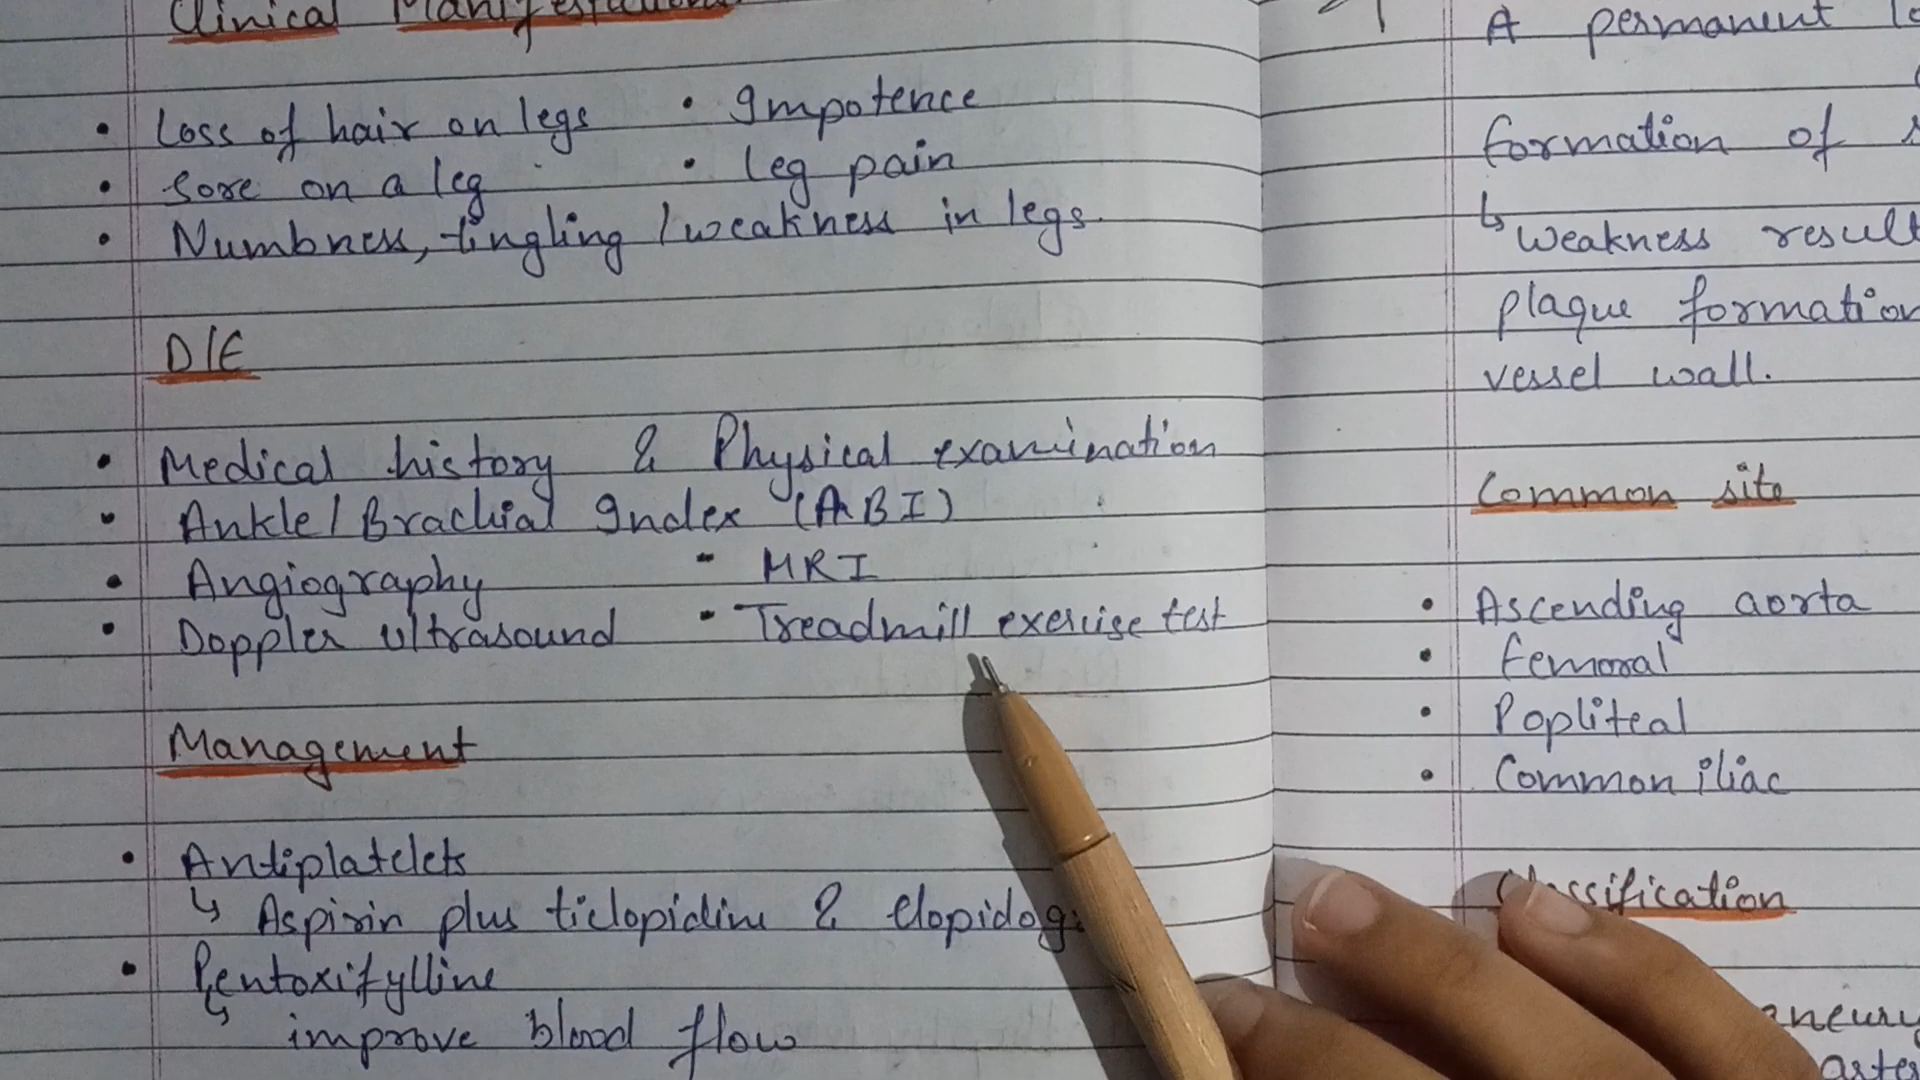 Clinical Manifestations
• Loss of hair on legs • Impotence
• Sore on a leg • leg pain
• Numbness, tingling / weakness in legs.
D/E
• Medical history & Physical examination
• Ankle/Brachial Index (ABI)
• Angiography - MRI
• Doppler ultrasound • Treadmill exercise test
Management
• Antiplatelets
↳ Aspirin plus ticlopidine &
• Pentoxifylline
↳ improve blood flow
A permanent
formation of
↳ Weakness result
plaque formation
vessel wall.
Common site
• Ascending aorta
• Femoral
• Popliteal
• Common iliac
Classification